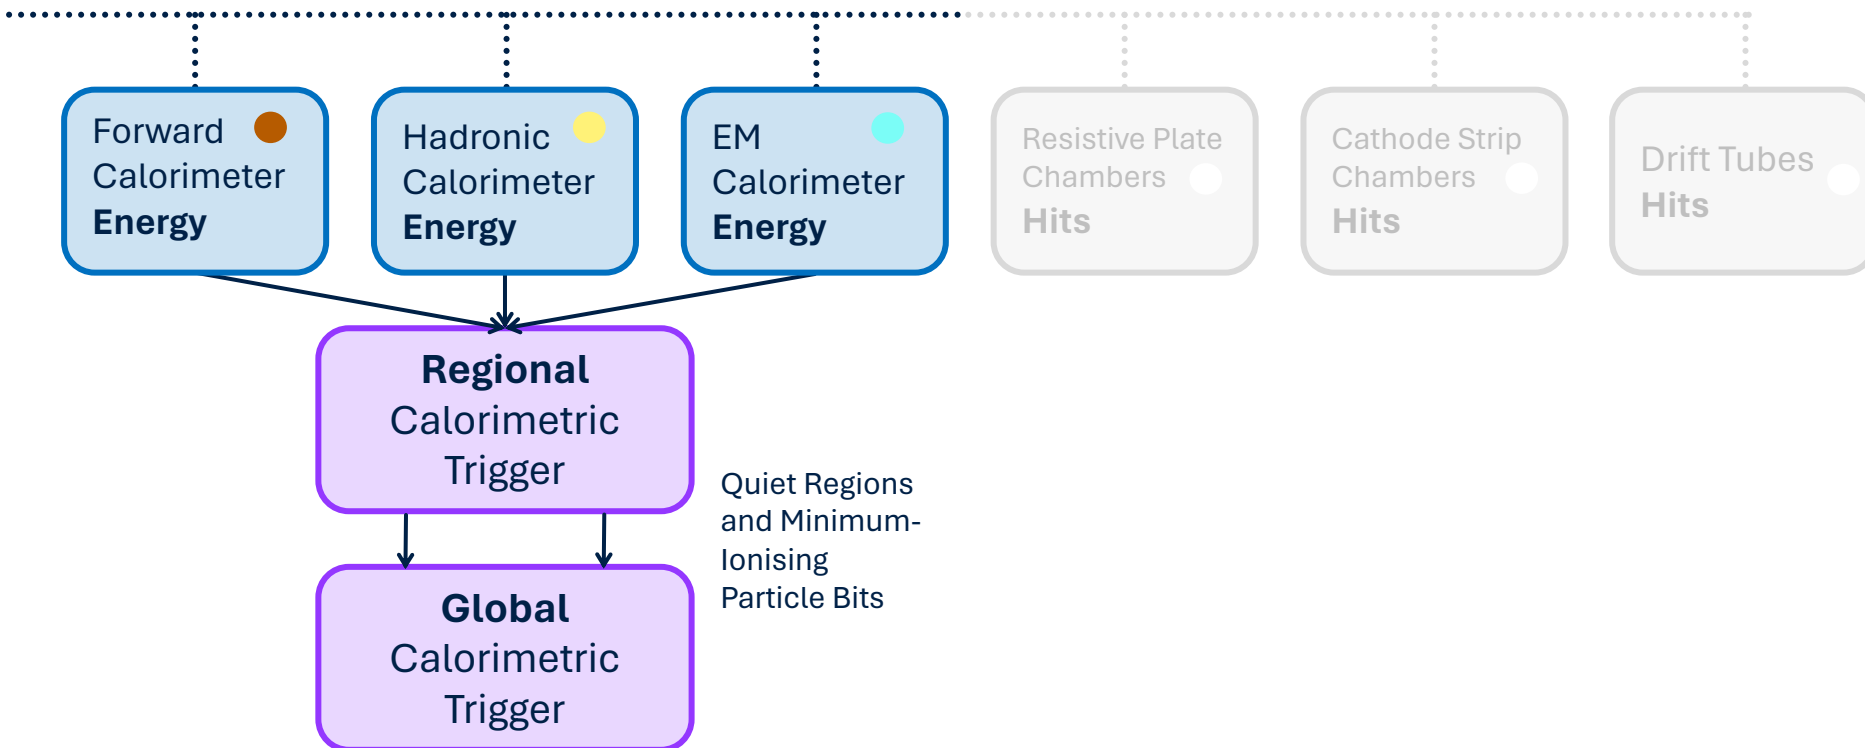 Forward
Calorimeter
Energy
Hadronic
Calorimeter
Energy
EM
Calorimeter
Energy
Resistive Plate
Chambers
Hits
Cathode Strip
Chambers
Hits
Drift Tubes
Hits
Regional
Calorimetric
Trigger
Quiet Regions
and Minimum-
Ionising
Particle Bits
Global
Calorimetric
Trigger